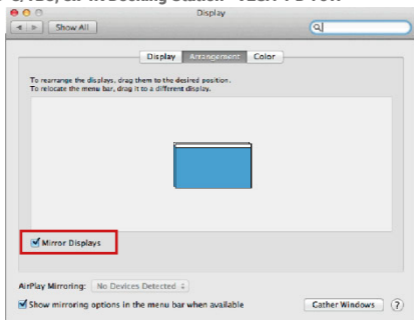 Display
Show All
Display Arrangement Color
To rearrange the displays, drag them to the desired position.
To relocate the menu bar, drag it to a different display.
Mirror Displays
AirPlay Mirroring: No Devices Detected
Show mirroring options in the menu bar when available
Gather Windows ?